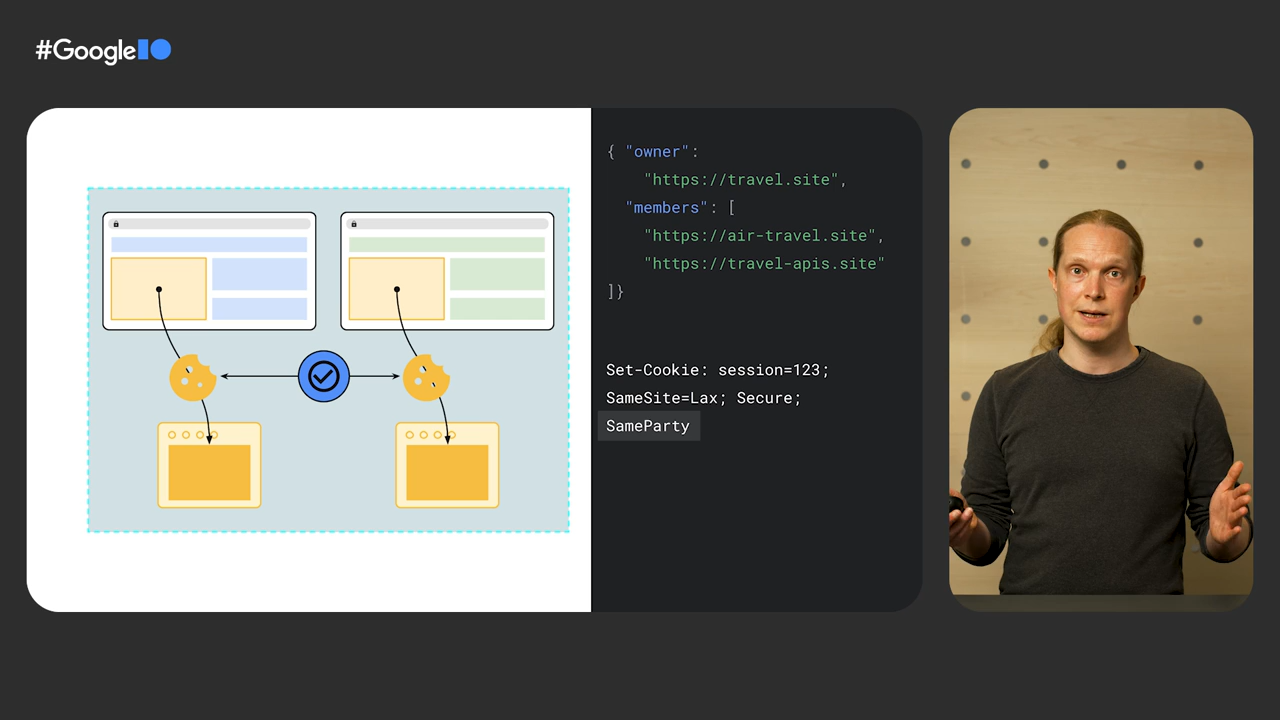 #GoogleIO
{ "owner":
"https://travel.site",
"members": [
"https://air-travel.site",
"https://travel-apis.site"
]}
Set-Cookie: session=123;
SameSite=Lax; Secure;
SameParty